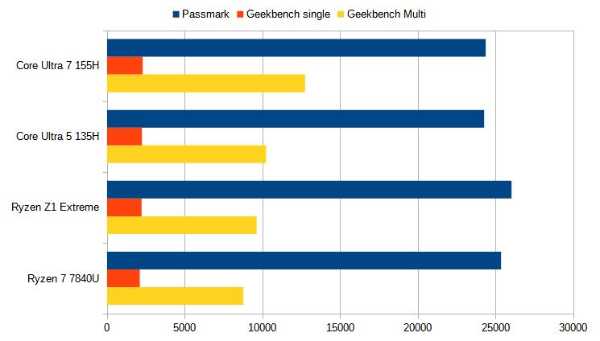 Passmark Geekbench single Geekbench Multi
Core Ultra 7 155H
Core Ultra 5 135H
Ryzen Z1 Extreme
Ryzen 7 7840U
0 5000 10000 15000 20000 25000 30000